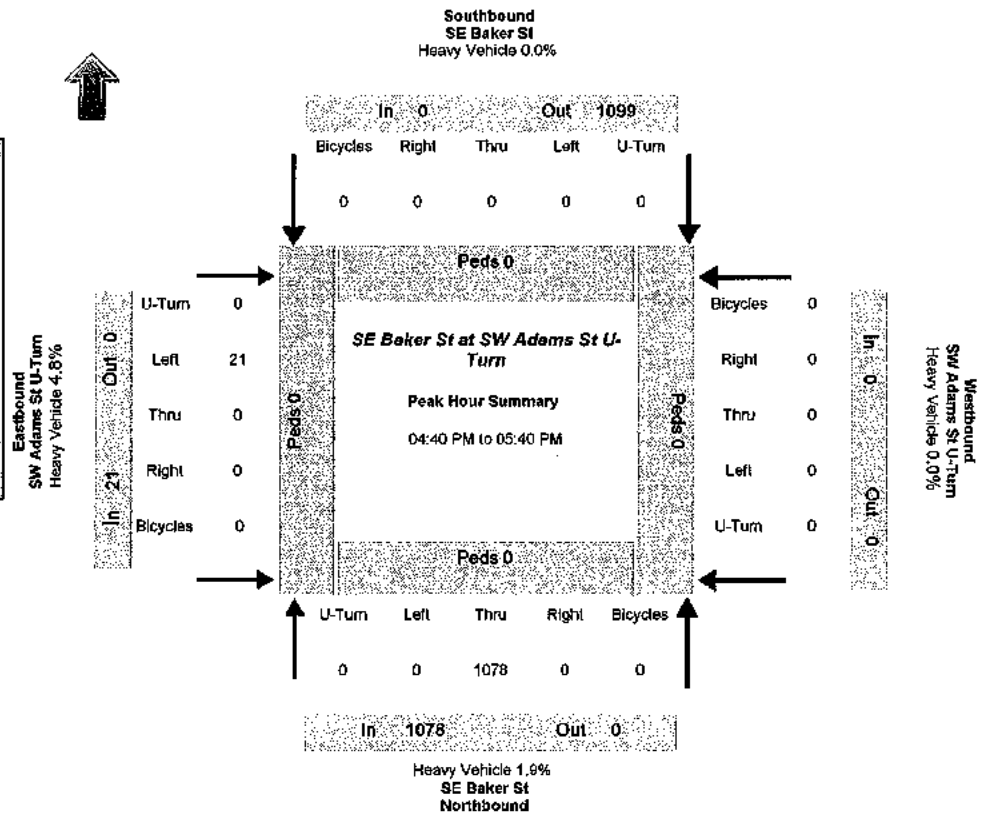 Southbound
SE Baker St
Heavy Vehicle 0.0%
In 0 Out 1099
Bicycles Right Thru Left U-Turn
0 0 0 0 0
Peds 0
Eastbound
SW Adams St U-Turn
Heavy Vehicle 4.8%
In 21 Out 0
U-Turn 0
Left 21
Thru 0
Right 0
Bicycles 0
Peds 0
SE Baker St at SW Adams St U-
Turn
Peak Hour Summary
04:40 PM to 05:40 PM
Peds 0
Bicycles 0
Right 0
Thru 0
Left 0
U-Turn 0
In 0 Out 0
Westbound
SW Adams St U-Turn
Heavy Vehicle 0.0%
Peds 0
U-Turn Left Thru Right Bicycles
0 0 1078 0 0
In 1078 Out 0
Heavy Vehicle 1.9%
SE Baker St
Northbound